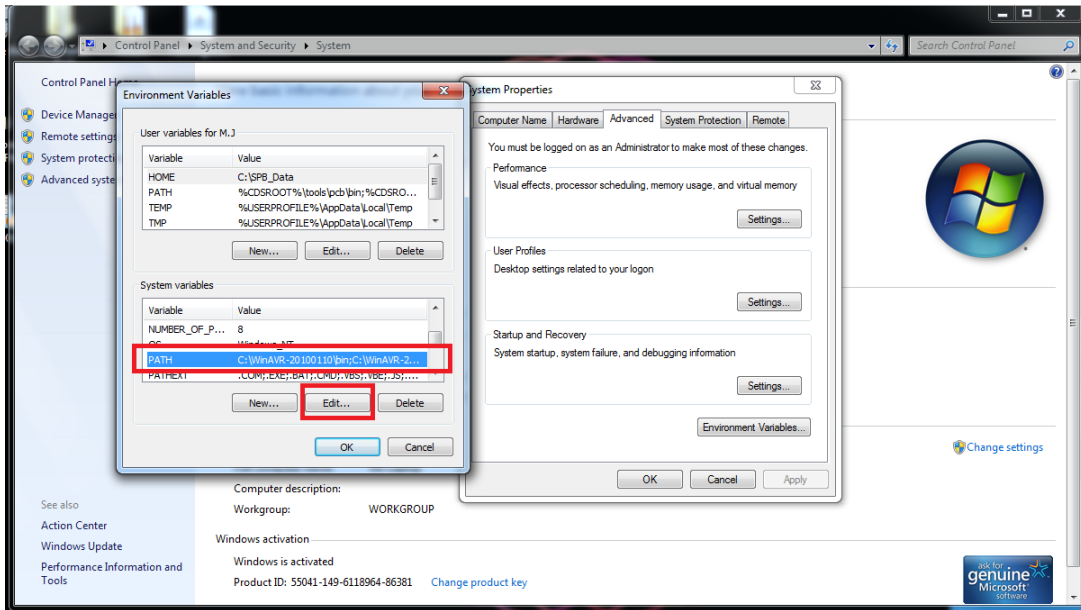 Control Panel ▸ System and Security ▸ System
Search Control Panel
Control Panel
Device Manage
Remote settings
System protecti
Advanced syste
See also
Action Center
Windows Update
Performance Information and
Tools
Environment Variables
User variables for M.J
Variable Value
HOME C:\SPB_Data
PATH %CDSROOT%\tools\pcb\bin;%CDSRO...
TEMP %USERPROFILE%\AppData\Local\Temp
TMP %USERPROFILE%\AppData\Local\Temp
New... Edit... Delete
System variables
Variable Value
NUMBER_OF_P... 8
OS Windows_NT
PATH C:\WinAVR-20100110\bin;C:\WinAVR-2...
PATHEXT .COM;.EXE;.BAT;.CMD;.VBS;.VBE;.JS;....
New... Edit... Delete
OK Cancel
ystem Properties
Computer Name Hardware Advanced System Protection Remote
You must be logged on as an Administrator to make most of these changes.
Performance
Visual effects, processor scheduling, memory usage, and virtual memory
Settings...
User Profiles
Desktop settings related to your logon
Settings...
Startup and Recovery
System startup, system failure, and debugging information
Settings...
Environment Variables...
OK Cancel Apply
Change settings
Computer description:
Workgroup: WORKGROUP
Windows activation
Windows is activated
Product ID: 55041-149-6118964-86381 Change product key
ask for
genuine
Microsoft
software